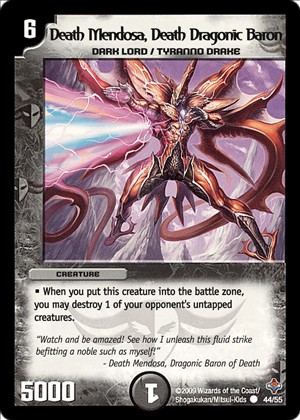 6 Death Mendosa, Death Dragonic Baron
DARK LORD / TYRANNO DRAKE
CREATURE
▪ When you put this creature into the battle zone,
you may destroy 1 of your opponent's untapped
creatures.
"Watch and be amazed! See how I unleash this fluid strike
befitting a noble such as myself!"
- Death Mendosa, Dragonic Baron of Death
5000
1
©2009 Wizards of the Coast/
Shogakukan/Mitsui-Kids
44/55